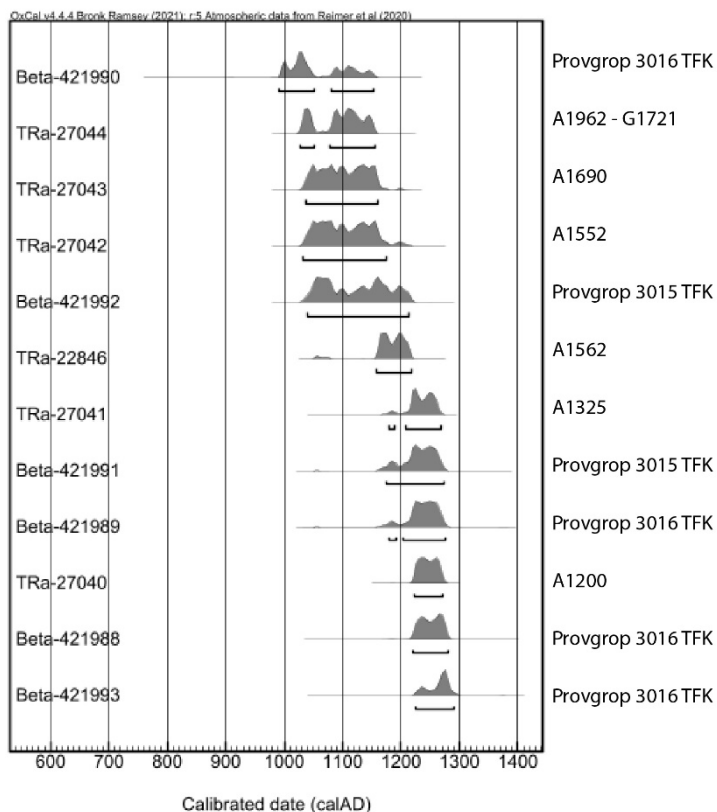 OxCal v4.4.4 Bronk Ramsey (2021); r:5 Atmospheric data from Reimer et al (2020)
Beta-421990 Provgrop 3016 TFK
TRa-27044 A1962 - G1721
TRa-27043 A1690
TRa-27042 A1552
Beta-421992 Provgrop 3015 TFK
TRa-22846 A1562
TRa-27041 A1325
Beta-421991 Provgrop 3015 TFK
Beta-421989 Provgrop 3016 TFK
TRa-27040 A1200
Beta-421988 Provgrop 3016 TFK
Beta-421993 Provgrop 3016 TFK
600 700 800 900 1000 1100 1200 1300 1400
Calibrated date (calAD)